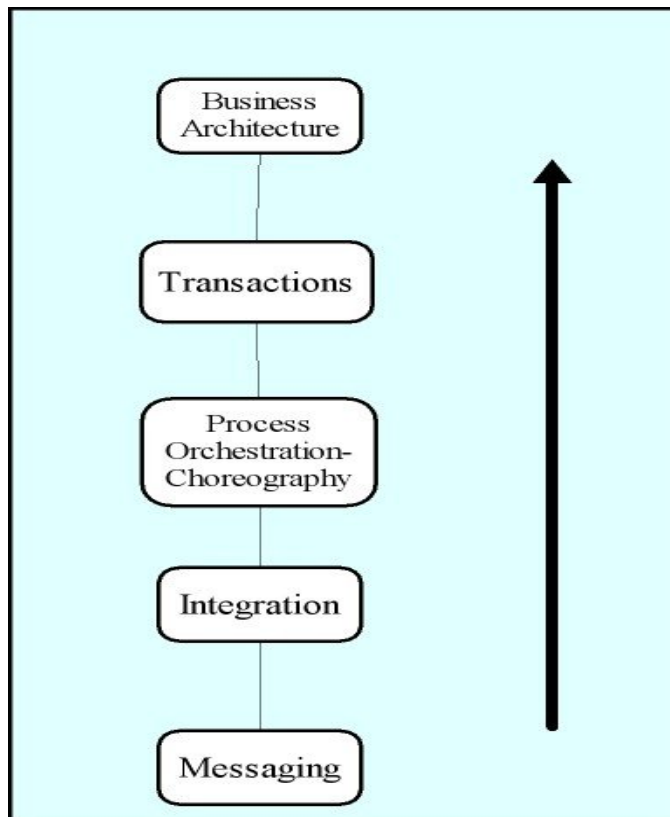 Business
Architecture
Transactions
Process
Orchestration-
Choreography
Integration
Messaging